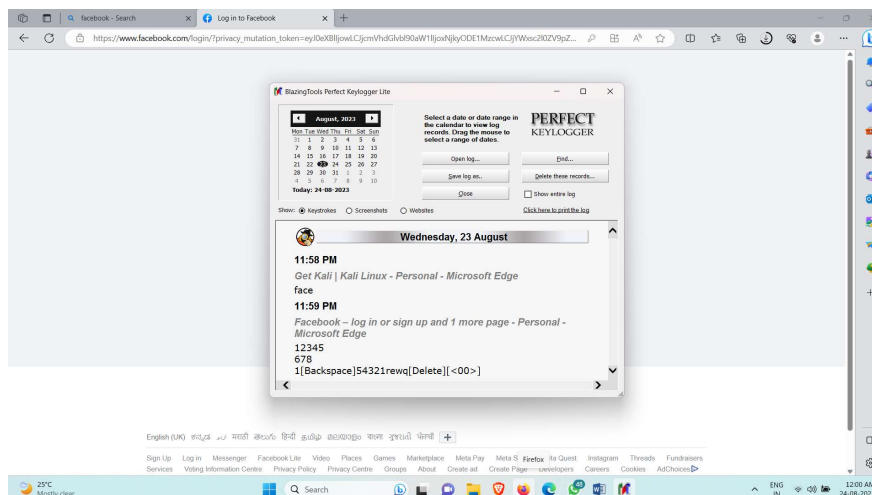 facebook - Search
Log in to Facebook
BlazingTools Perfect Keylogger Lite
August, 2023
Mon Tue Wed Thu Fri Sat Sun
31 1 2 3 4 5 6
7 8 9 10 11 12 13
14 15 16 17 18 19 20
21 22 23 24 25 26 27
28 29 30 31 1 2 3
4 5 6 7 8 9 10
Today: 24-08-2023
Select a date or date range in
the calendar to view log
records. Drag the mouse to
select a range of dates.
PERFECT
KEYLOGGER
Open log...
Find...
Save log as..
Delete these records...
Close
Show entire log
Show: Keystrokes Screenshots Websites
Click here to print the log
Wednesday, 23 August
11:58 PM
Get Kali | Kali Linux - Personal - Microsoft Edge
face
11:59 PM
Facebook – log in or sign up and 1 more page - Personal -
Microsoft Edge
12345
678
1[Backspace]54321rewq[Delete][<00>]
English (UK) ಕನ್ನಡ اردو मराठी తెలుగు हिन्दी தமிழ் മലയാളം বাংলা ગુજરાતી ਪੰਜਾਬੀ
Sign Up Log in Messenger Facebook Lite Video Places Games Marketplace Meta Pay Meta S Firefox ta Quest Instagram Threads Fundraisers
Services Voting Information Centre Privacy Policy Privacy Centre Groups About Create ad Create Page Developers Careers Cookies AdChoices
25°C
Mostly clear
Search
48
ENG
IN
12:00 AM
24-08-202